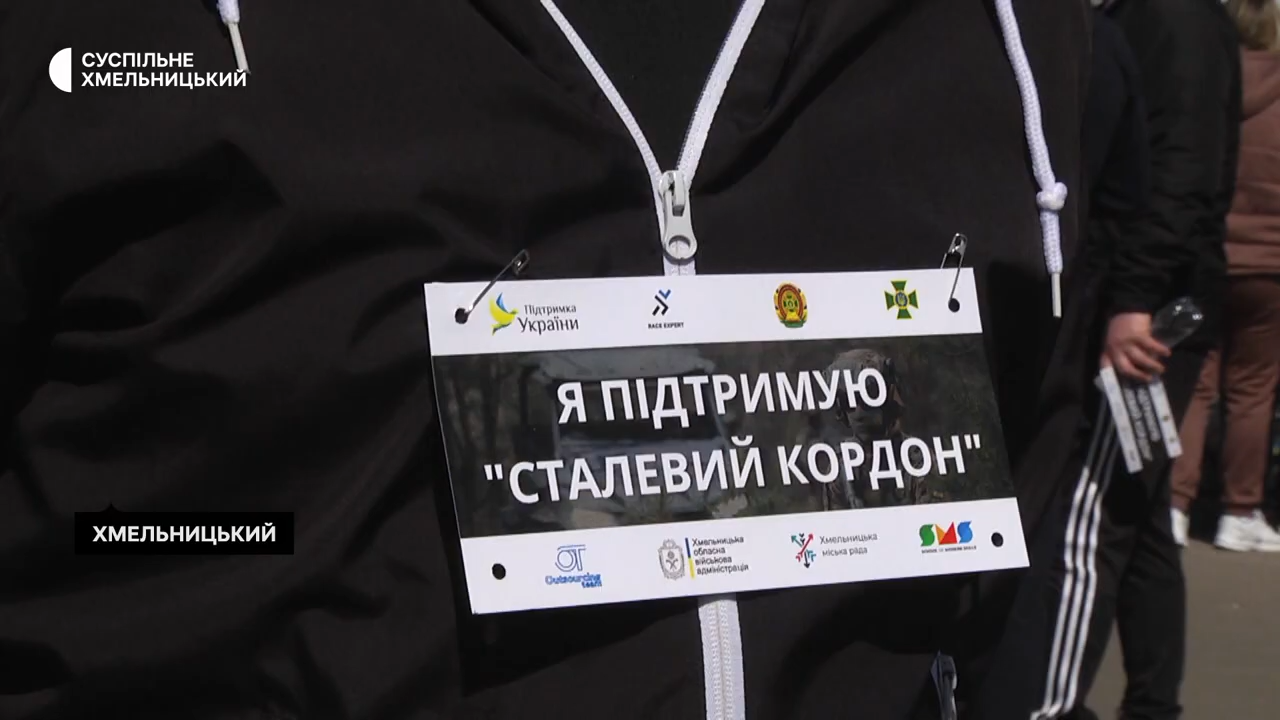 СУСПІЛЬНЕ
ХМЕЛЬНИЦЬКИЙ
Підтримка
України
RACE EXPERT
Я ПІДТРИМУЮ
"СТАЛЕВИЙ КОРДОН"
ХМЕЛЬНИЦЬКИЙ
OT
Outsourcing
team
Хмельницька
обласна
військова
адміністрація
Хмельницька
міська рада
SMS